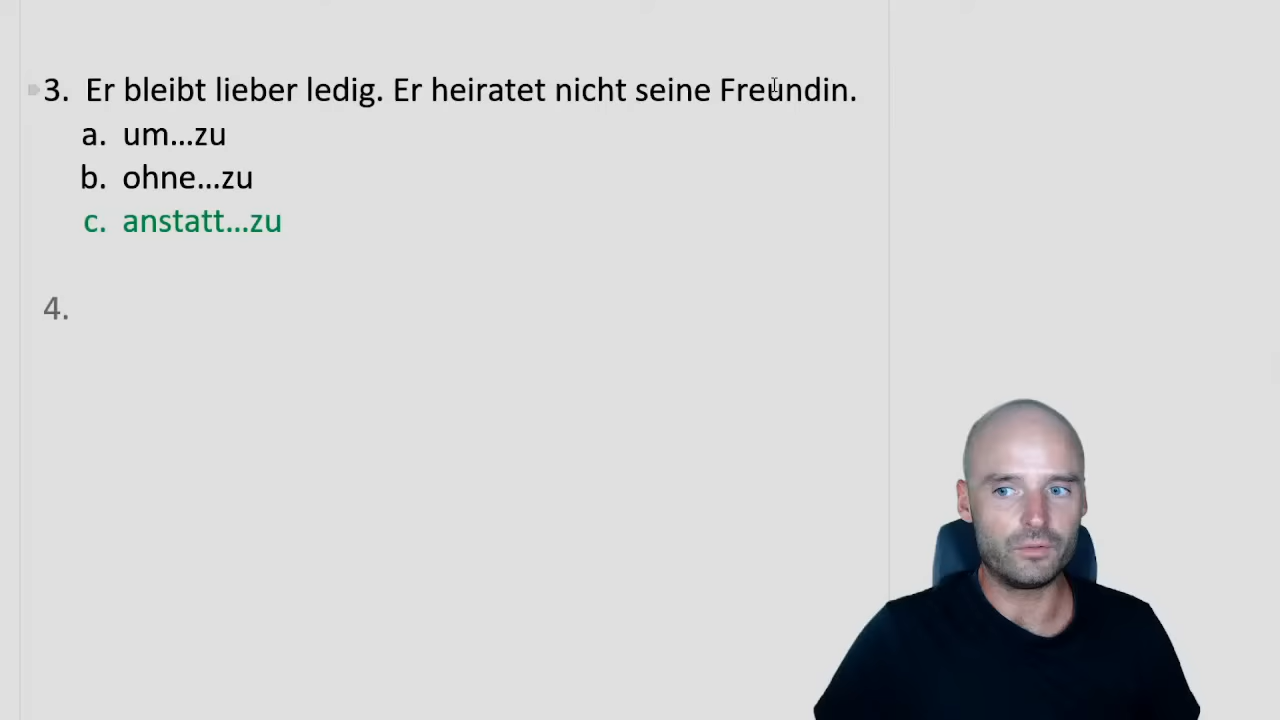 3. Er bleibt lieber ledig. Er heiratet nicht seine Freundin.
a. um...zu
b. ohne...zu
c. anstatt...zu
4.